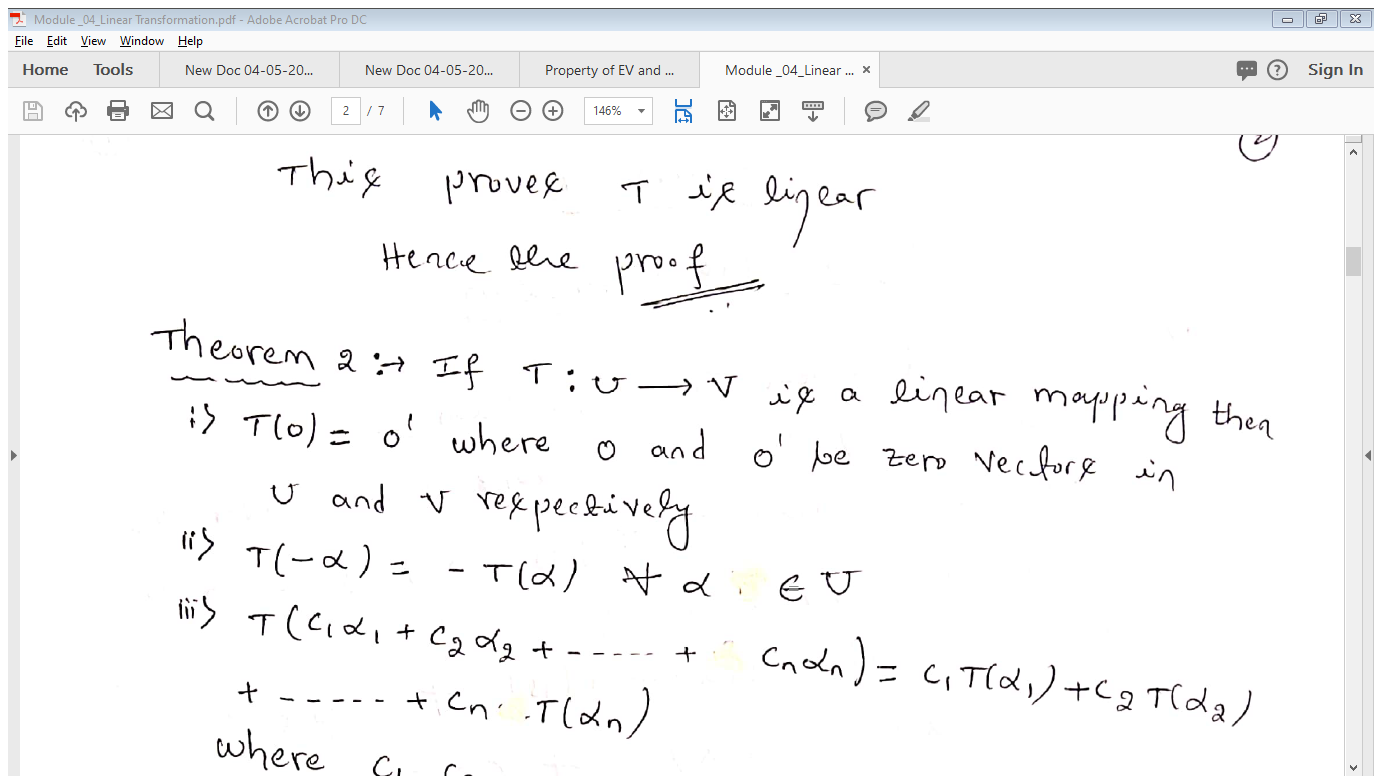 Module _04_Linear Transformation.pdf - Adobe Acrobat Pro DC
File Edit View Window Help
Home Tools New Doc 04-05-20... New Doc 04-05-20... Property of EV and ... Module _04_Linear ... × Sign In
2 / 7 146%
2
This proves T is linear
Hence the proof
Theorem 2 :→ If T : U → V is a linear mapping then
i> T(0) = 0' where 0 and 0' be zero vectors in
U and V respectively
ii> T(-α) = - T(α) ∀ α ∈ U
iii> T(c₁α₁ + c₂α₂ + ----- + cₙαₙ) = c₁T(α₁) + c₂T(α₂)
+ ----- + cₙ T(αₙ)
where c₁